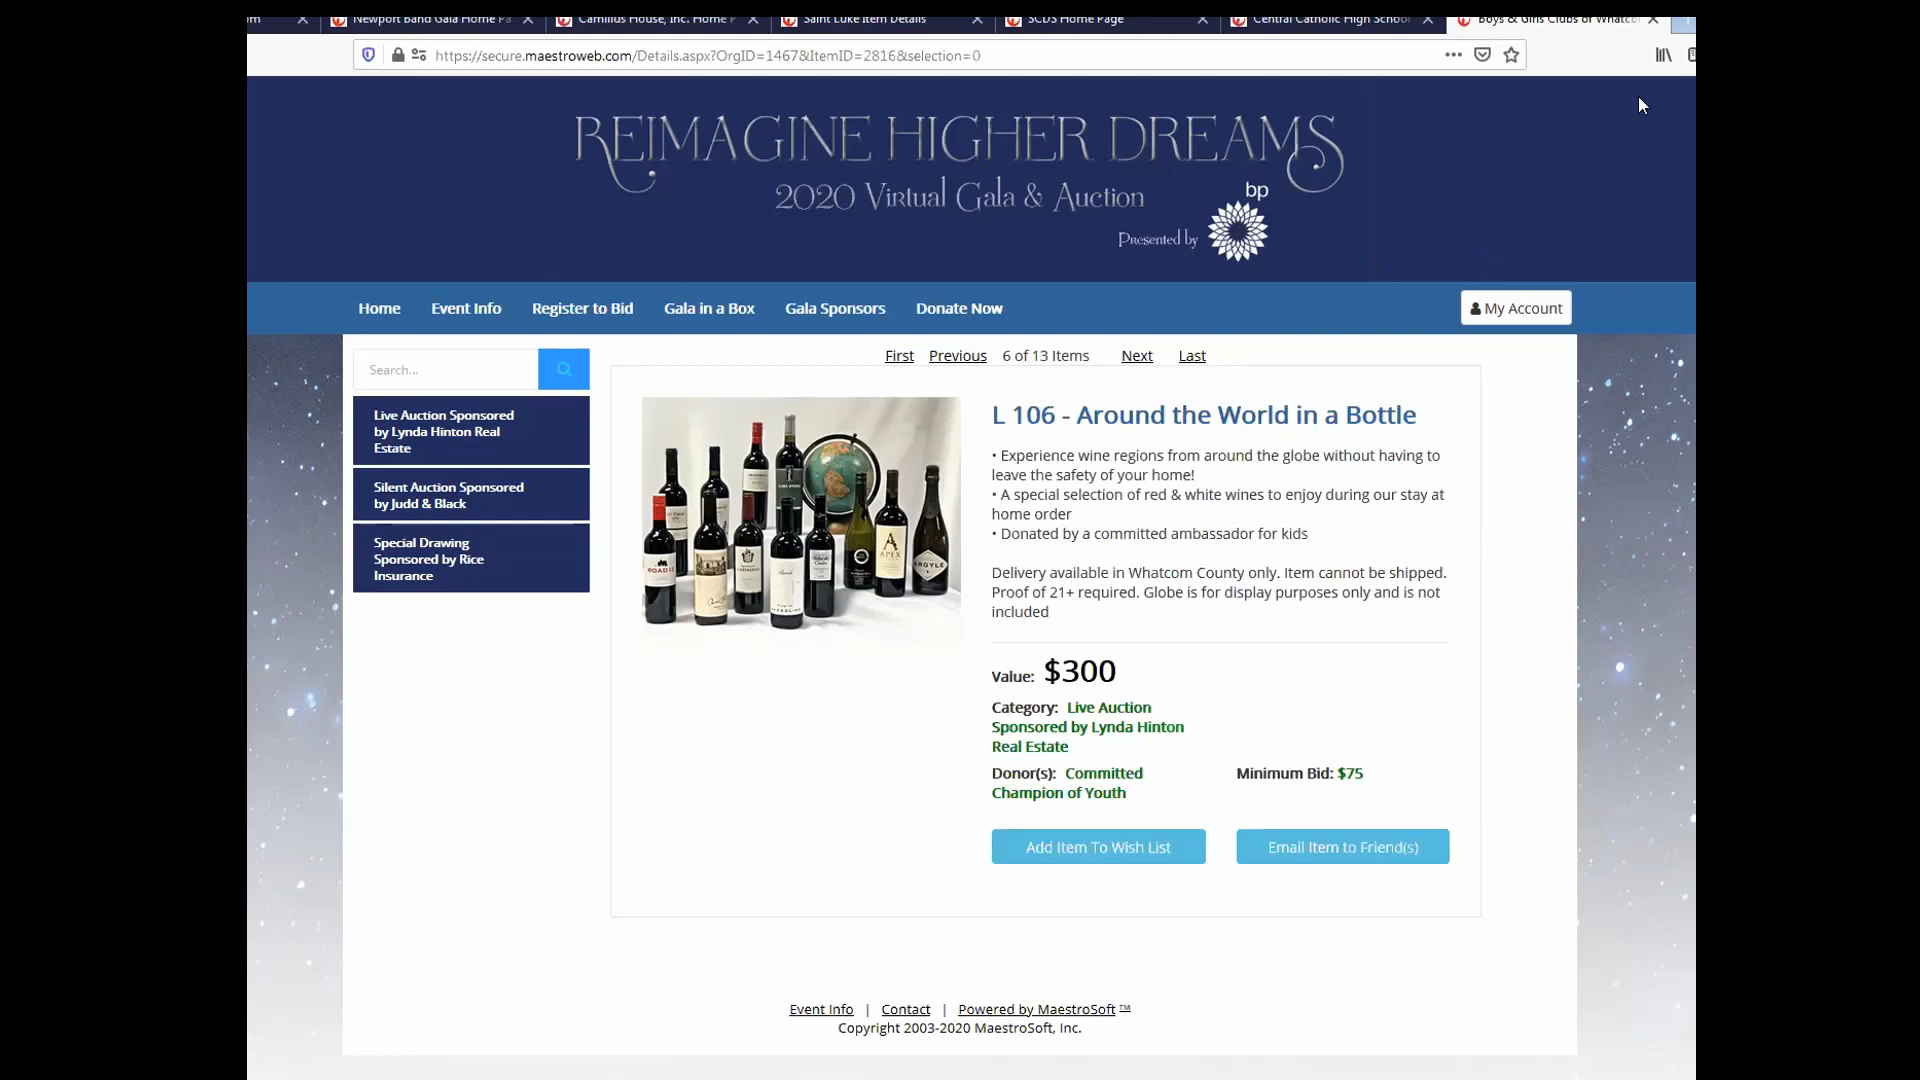 om
Newport Band Gala Home Pa
Camillus House, Inc. Home P
Saint Luke Item Details
SCDS Home Page
Central Catholic High School
Boys & Girls Clubs of Whatco
https://secure.maestroweb.com/Details.aspx?OrgID=1467&ItemID=2816&selection=0
REIMAGINE HIGHER DREAMS
2020 Virtual Gala & Auction
bp
Presented by
Home
Event Info
Register to Bid
Gala in a Box
Gala Sponsors
Donate Now
My Account
Search...
First
Previous
6 of 13 Items
Next
Last
Live Auction Sponsored
by Lynda Hinton Real
Estate
Silent Auction Sponsored
by Judd & Black
Special Drawing
Sponsored by Rice
Insurance
ROAD 13
APEX
ARGYLE
L 106 - Around the World in a Bottle
• Experience wine regions from around the globe without having to
leave the safety of your home!
• A special selection of red & white wines to enjoy during our stay at
home order
• Donated by a committed ambassador for kids
Delivery available in Whatcom County only. Item cannot be shipped.
Proof of 21+ required. Globe is for display purposes only and is not
included
Value: $300
Category: Live Auction
Sponsored by Lynda Hinton
Real Estate
Donor(s): Committed
Champion of Youth
Minimum Bid: $75
Add Item To Wish List
Email Item to Friend(s)
Event Info | Contact | Powered by MaestroSoft ™
Copyright 2003-2020 MaestroSoft, Inc.